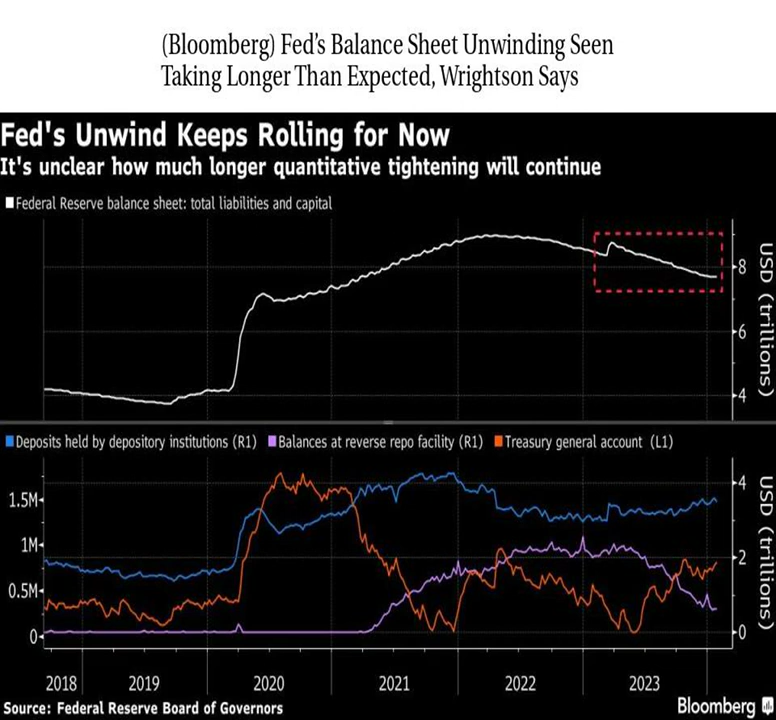 (Bloomberg) Fed's Balance Sheet Unwinding Seen
Taking Longer Than Expected, Wrightson Says
Fed's Unwind Keeps Rolling for Now
It's unclear how much longer quantitative tightening will continue
Federal Reserve balance sheet: total liabilities and capital
8
6
4
USD (trillions)
Deposits held by depository institutions (R1) Balances at reverse repo facility (R1) Treasury general account (L1)
1.5M
1M
0.5M
0
4
2
0
USD (trillions)
2018 2019 2020 2021 2022 2023
Source: Federal Reserve Board of Governors
Bloomberg